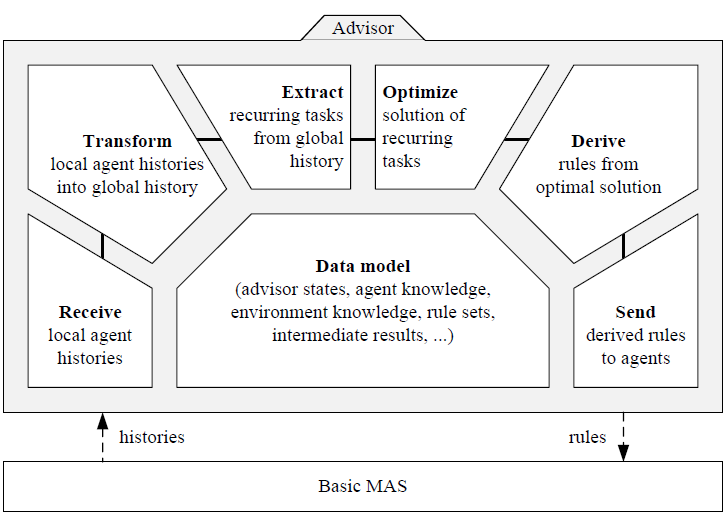 Advisor
Extract
recurring tasks
from global
history
Optimize
solution of
recurring
tasks
Transform
local agent histories
into global history
Derive
rules from
optimal solution
Receive
local agent
histories
Data model
(advisor states, agent knowledge,
environment knowledge, rule sets,
intermediate results, ...)
Send
derived rules
to agents
histories
rules
Basic MAS